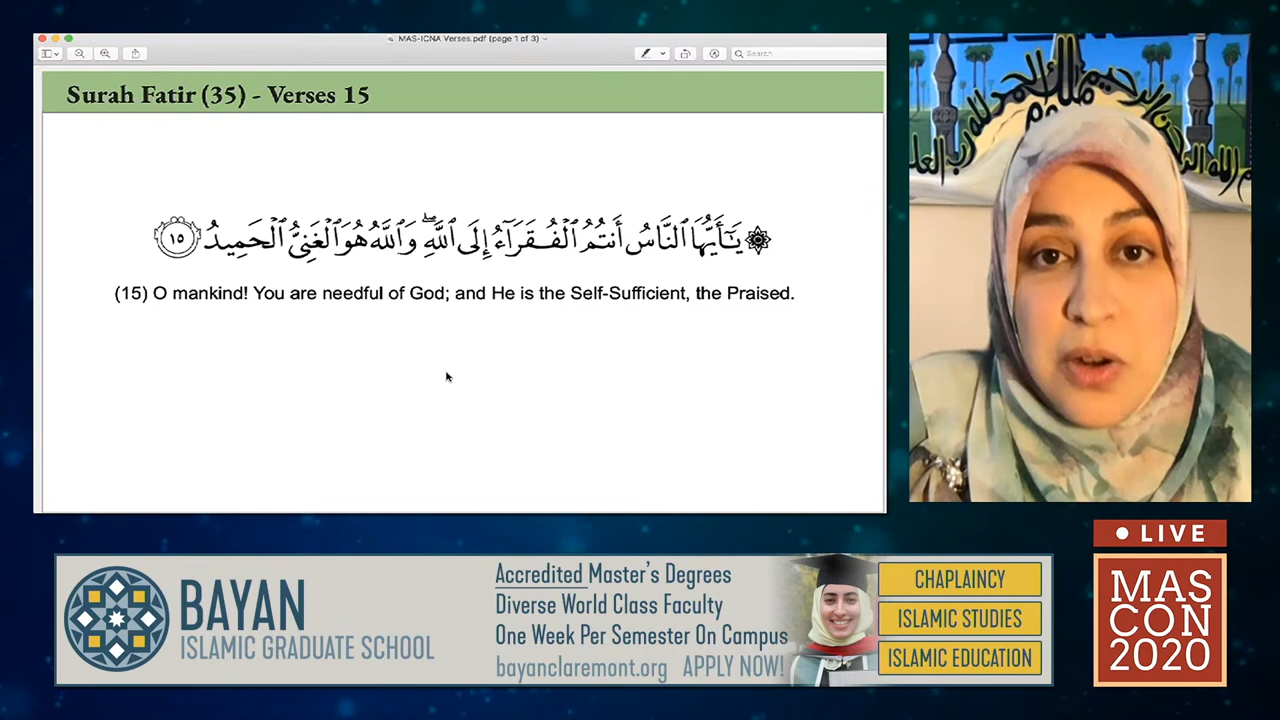 MAS-ICNA Verses.pdf (page 1 of 3)
Search
Surah Fatir (35) - Verses 15
يَـٰٓأَيُّهَا ٱلنَّاسُ أَنتُمُ ٱلْفُقَرَآءُ إِلَى ٱللَّهِ ۖ وَٱللَّهُ هُوَ ٱلْغَنِىُّ ٱلْحَمِيدُ ١٥
(15) O mankind! You are needful of God; and He is the Self-Sufficient, the Praised.
LIVE
MAS
CON
2020
BAYAN
ISLAMIC GRADUATE SCHOOL
Accredited Master's Degrees
Diverse World Class Faculty
One Week Per Semester On Campus
bayanclaremont.org APPLY NOW!
CHAPLAINCY
ISLAMIC STUDIES
ISLAMIC EDUCATION